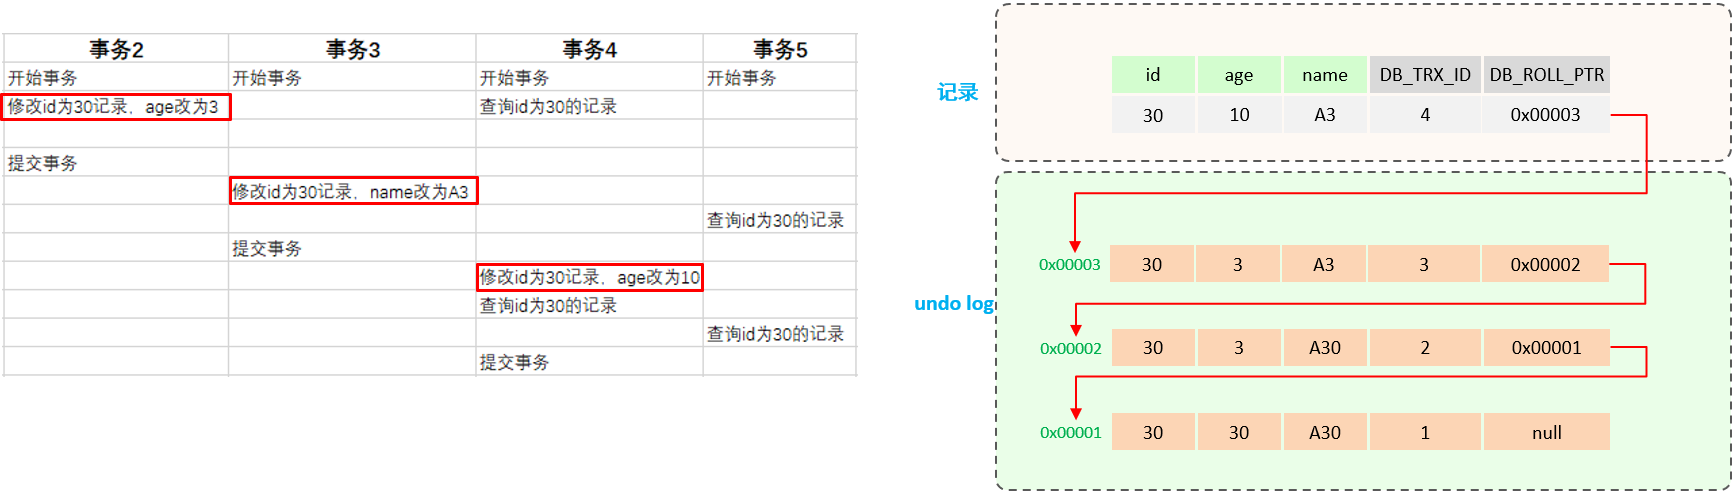 事务2 事务3 事务4 事务5
开始事务 开始事务 开始事务 开始事务
修改id为30记录，age改为3 查询id为30的记录
提交事务
修改id为30记录，name改为A3
查询id为30的记录
提交事务
修改id为30记录，age改为10
查询id为30的记录
查询id为30的记录
提交事务
记录
id age name DB_TRX_ID DB_ROLL_PTR
30 10 A3 4 0x00003
undo log
0x00003 30 3 A3 3 0x00002
0x00002 30 3 A30 2 0x00001
0x00001 30 30 A30 1 null